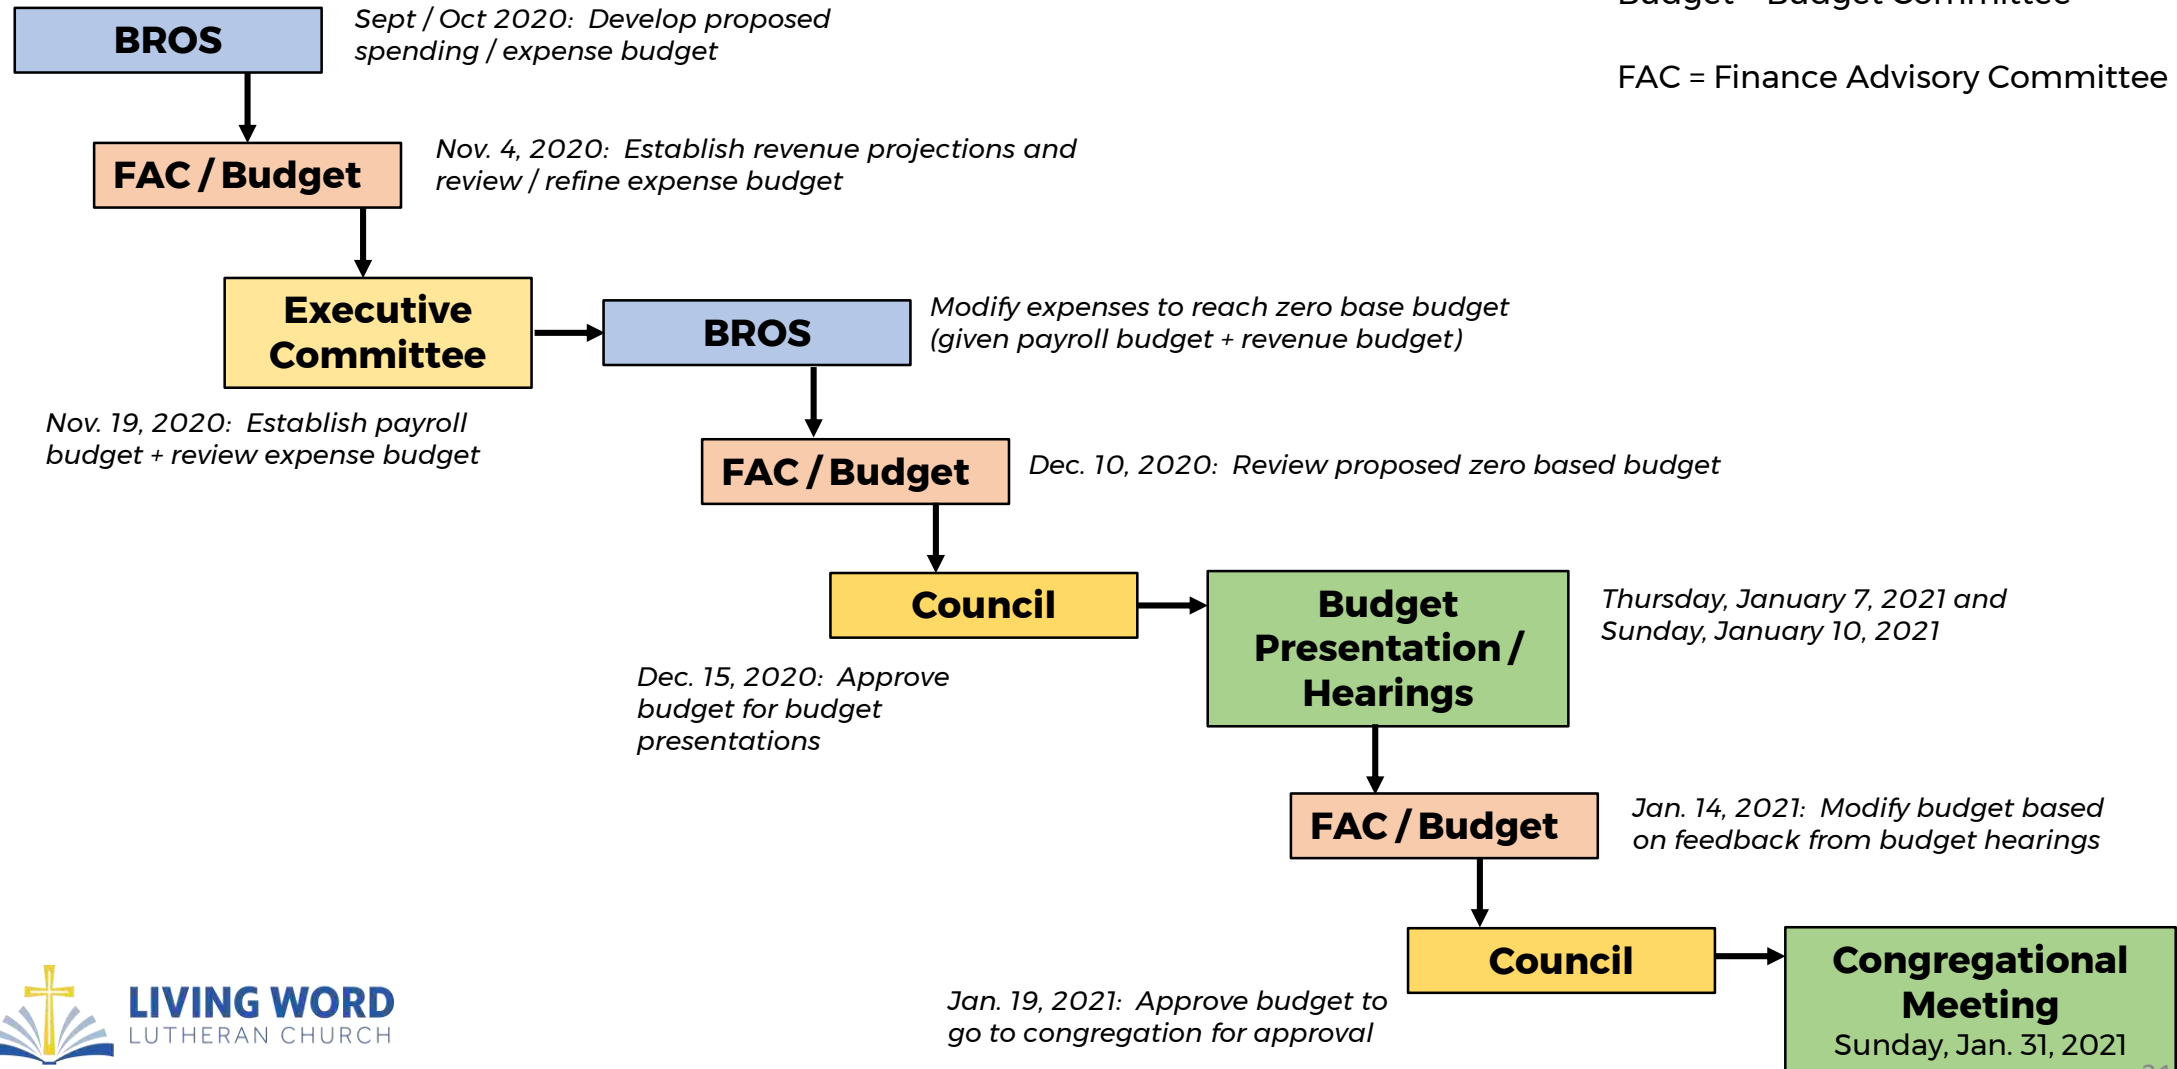 BROS
Sept / Oct 2020: Develop proposed
spending / expense budget
FAC = Finance Advisory Committee
FAC / Budget
Nov. 4, 2020: Establish revenue projections and
review / refine expense budget
Executive
Committee
Nov. 19, 2020: Establish payroll
budget + review expense budget
BROS
Modify expenses to reach zero base budget
(given payroll budget + revenue budget)
FAC / Budget
Dec. 10, 2020: Review proposed zero based budget
Council
Dec. 15, 2020: Approve
budget for budget
presentations
Budget
Presentation /
Hearings
Thursday, January 7, 2021 and
Sunday, January 10, 2021
FAC / Budget
Jan. 14, 2021: Modify budget based
on feedback from budget hearings
Council
Jan. 19, 2021: Approve budget to
go to congregation for approval
Congregational
Meeting
Sunday, Jan. 31, 2021
LIVING WORD
LUTHERAN CHURCH